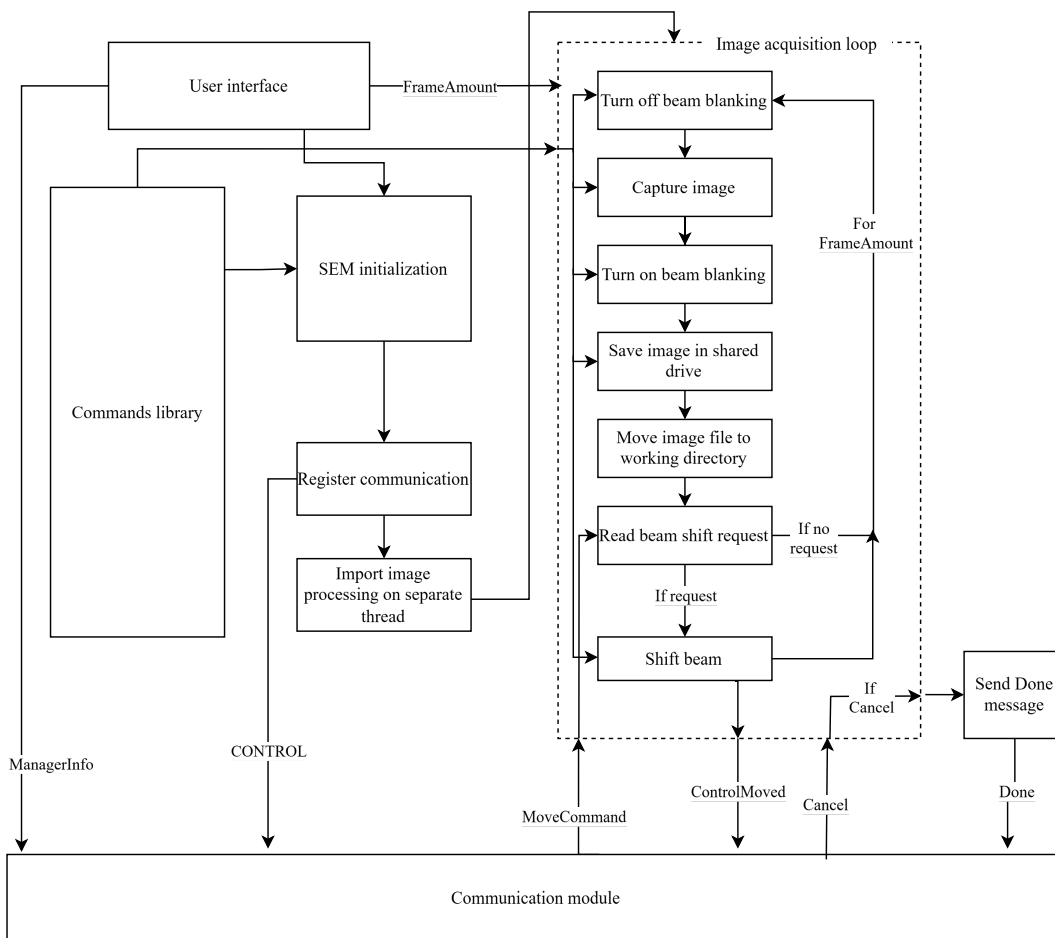 Image acquisition loop
User interface
FrameAmount
Turn off beam blanking
Capture image
For
FrameAmount
SEM initialization
Turn on beam blanking
Save image in shared
drive
Commands library
Move image file to
working directory
Register communication
Read beam shift request
If no
request
Import image
processing on separate
thread
If request
Shift beam
If
Cancel
Send Done
message
CONTROL
ManagerInfo
ControlMoved
Done
Cancel
MoveCommand
Communication module